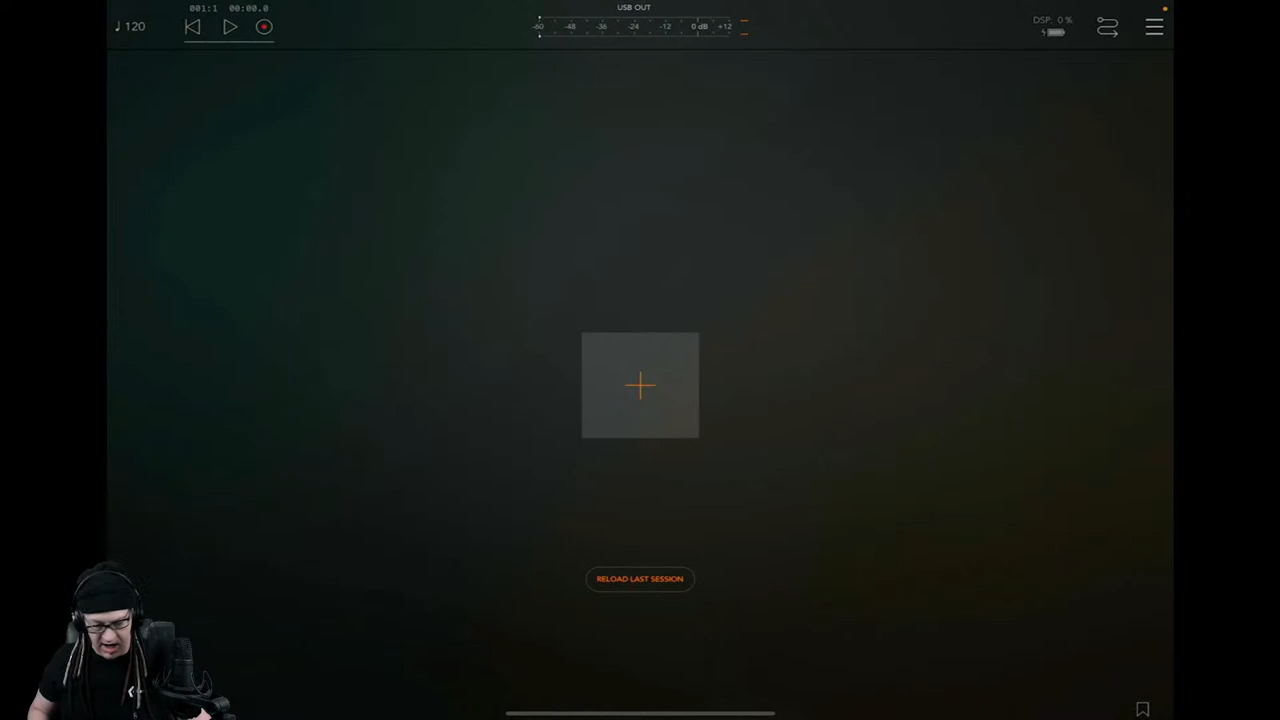 001:1 00:00.0
♩120
USB OUT
-60 -48 -36 -24 -12 0 dB +12
DSP: 0 %
RELOAD LAST SESSION